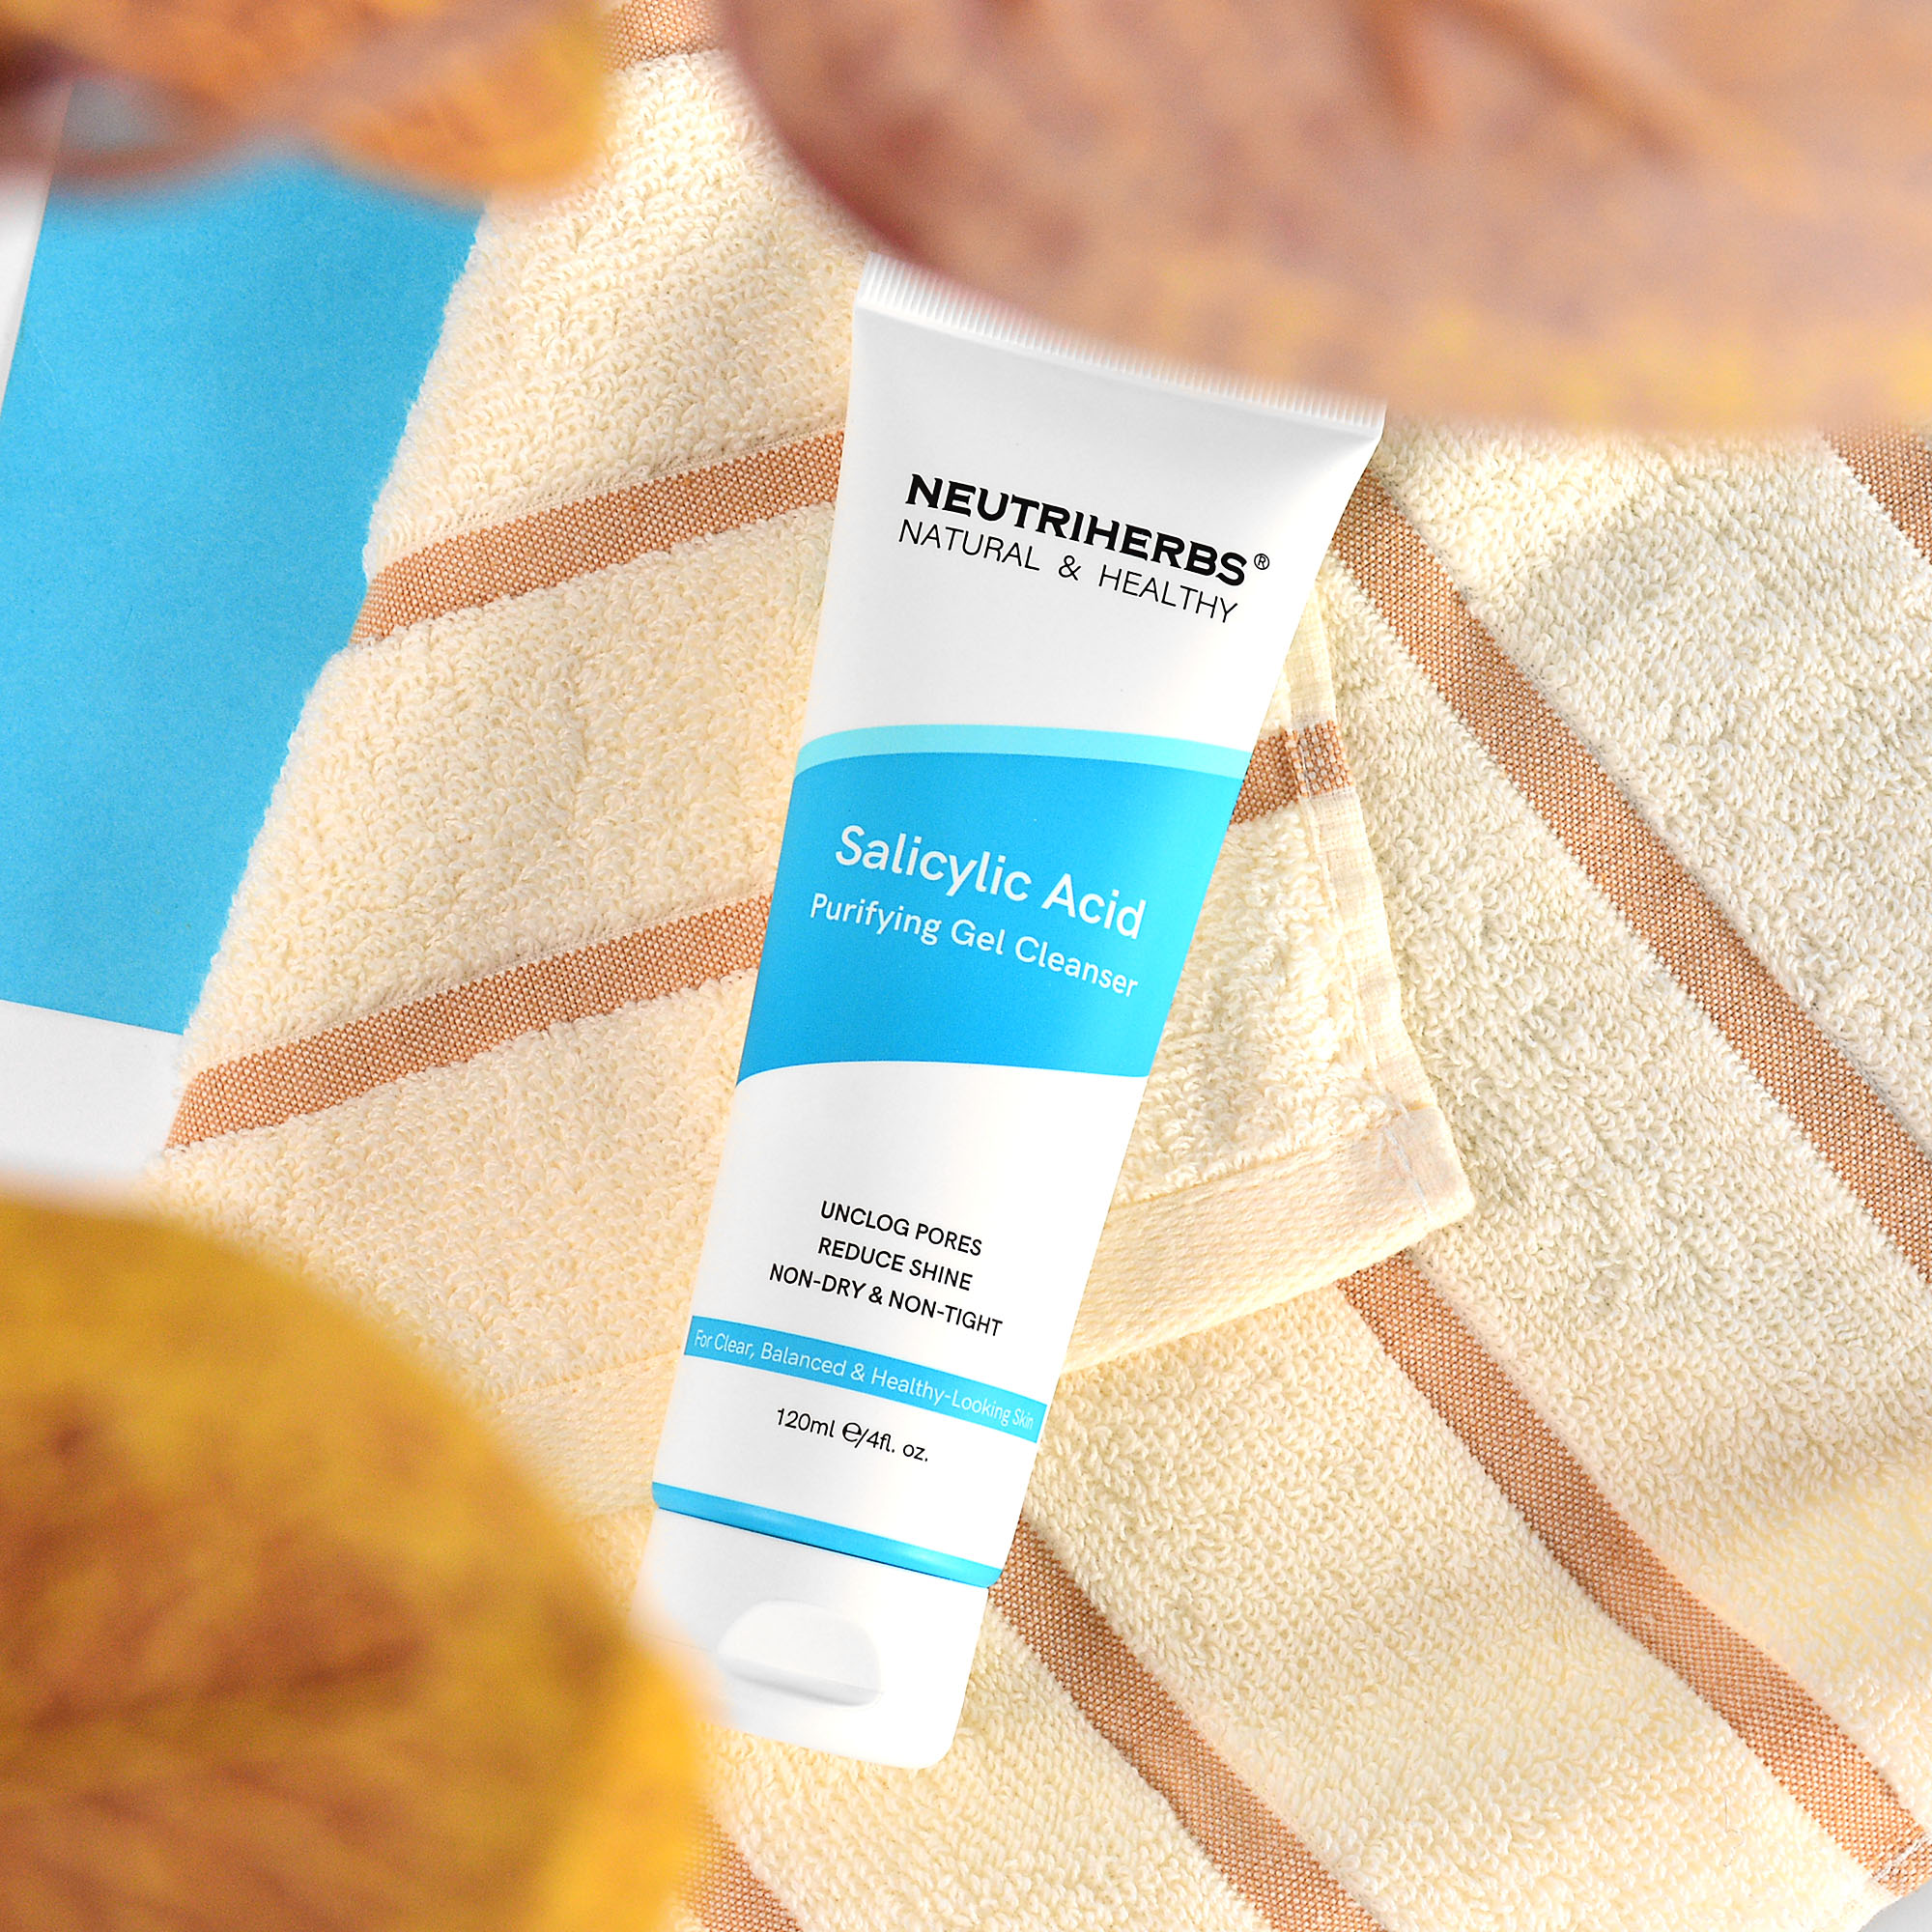 NEUTRIHERBS®
NATURAL & HEALTHY
Salicylic Acid
Purifying Gel Cleanser
UNCLOG PORES
REDUCE SHINE
NON-DRY & NON-TIGHT
For Clear, Balanced & Healthy-Looking Skin
120ml ℮/4fl. oz.